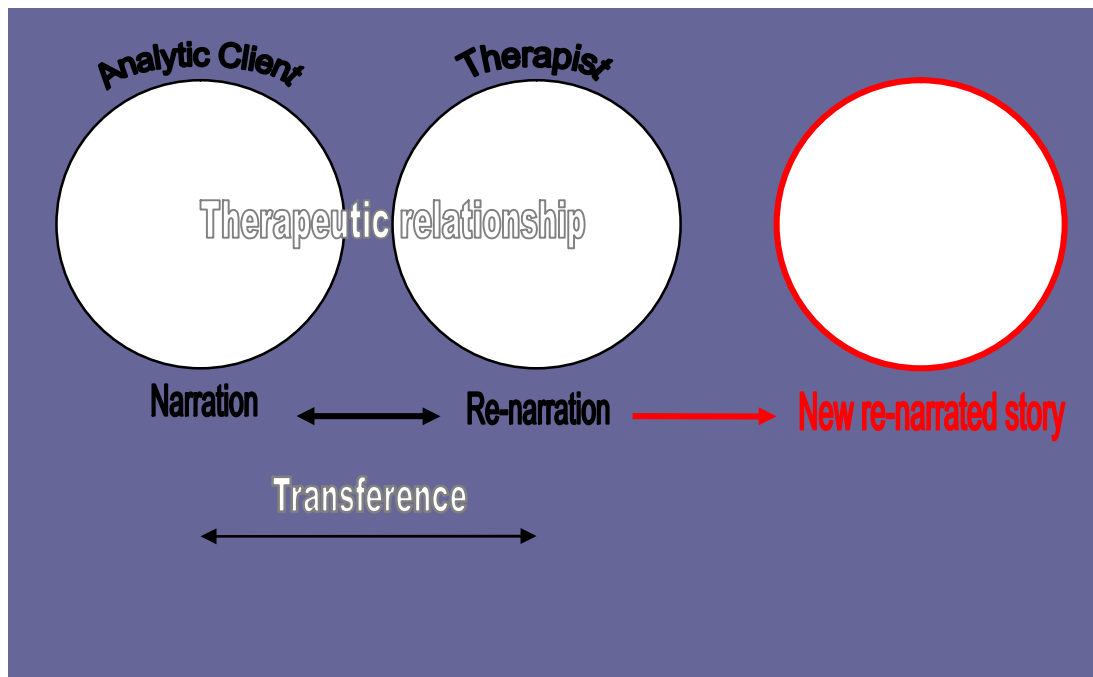 Analytic Client
Therapist
Therapeutic relationship
Narration
Re-narration
New re-narrated story
Transference